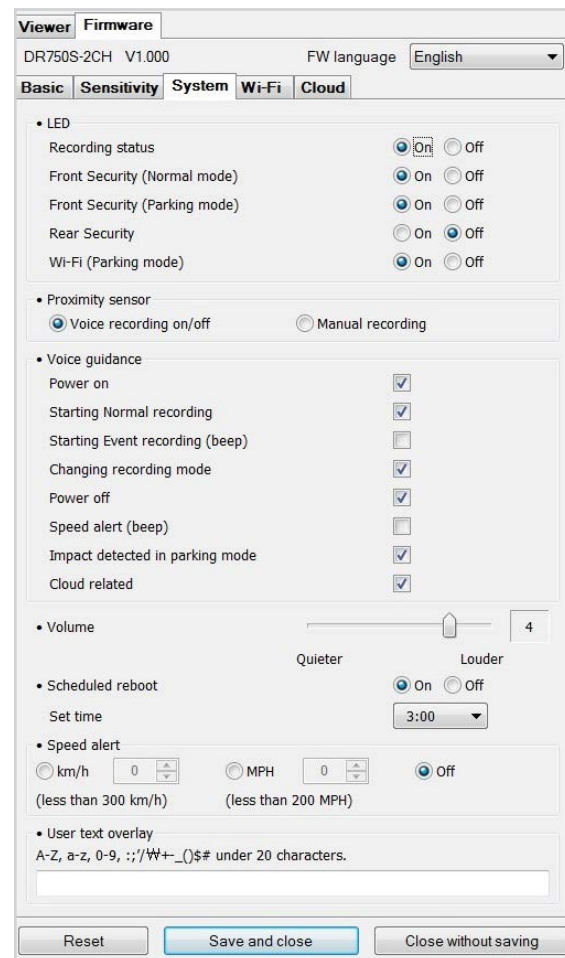 Viewer Firmware
DR750S-2CH V1.000 FW language English
Basic Sensitivity System Wi-Fi Cloud
• LED
Recording status On Off
Front Security (Normal mode) On Off
Front Security (Parking mode) On Off
Rear Security On Off
Wi-Fi (Parking mode) On Off
• Proximity sensor
Voice recording on/off Manual recording
• Voice guidance
Power on
Starting Normal recording
Starting Event recording (beep)
Changing recording mode
Power off
Speed alert (beep)
Impact detected in parking mode
Cloud related
• Volume 4
Quieter Louder
• Scheduled reboot On Off
Set time 3:00
• Speed alert
km/h 0 MPH 0 Off
(less than 300 km/h) (less than 200 MPH)
• User text overlay
A-Z, a-z, 0-9, :;'/₩+-_()$# under 20 characters.
Reset Save and close Close without saving